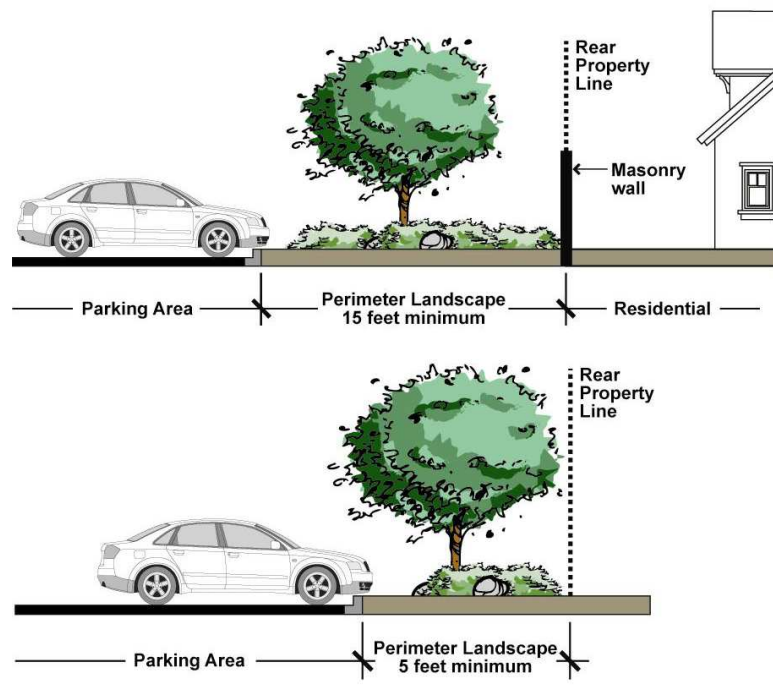 Rear
Property
Line
Masonry
wall
Parking Area
Perimeter Landscape
15 feet minimum
Residential
Rear
Property
Line
Parking Area
Perimeter Landscape
5 feet minimum